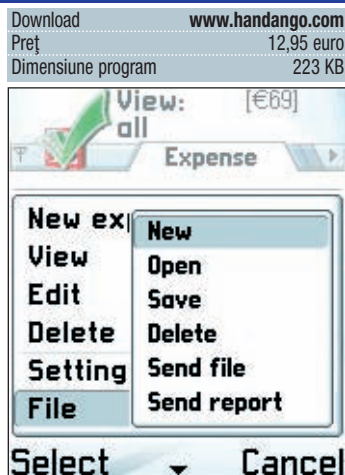 Download www.handango.com
Preţ 12,95 euro
Dimensiune program 223 KB
View: [€69]
all
Expense
New ex
View
Edit
Delete
Setting
File
New
Open
Save
Delete
Send file
Send report
Select Cancel